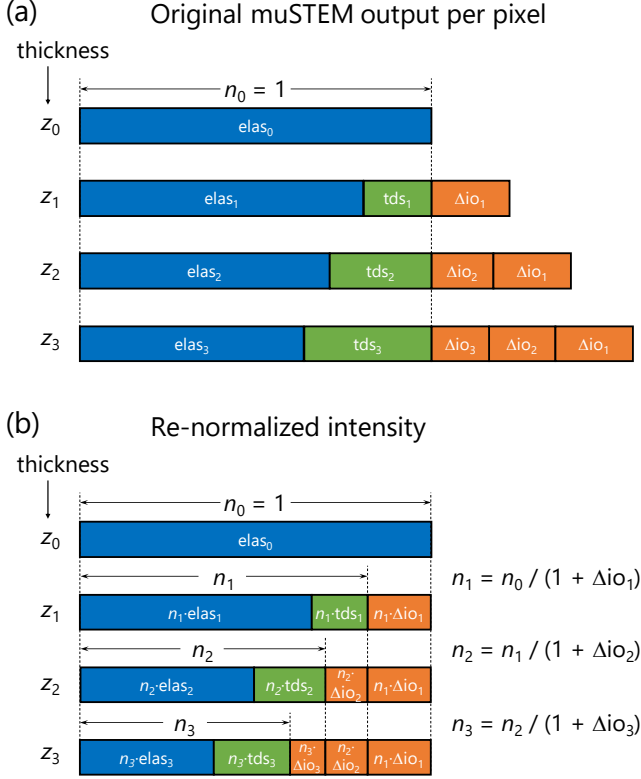 (a) Original muSTEM output per pixel
thickness
n₀ = 1
z₀ elas₀
z₁ elas₁ tds₁ Δio₁
z₂ elas₂ tds₂ Δio₂ Δio₁
z₃ elas₃ tds₃ Δio₃ Δio₂ Δio₁
(b) Re-normalized intensity
thickness
n₀ = 1
z₀ elas₀
n₁ n₁ = n₀ / (1 + Δio₁)
z₁ n₁·elas₁ n₁·tds₁ n₁·Δio₁
n₂ n₂ = n₁ / (1 + Δio₂)
z₂ n₂·elas₂ n₂·tds₂ n₂·Δio₂ n₁·Δio₁
n₃ n₃ = n₂ / (1 + Δio₃)
z₃ n₃·elas₃ n₃·tds₃ n₃·Δio₃ n₂·Δio₂ n₁·Δio₁